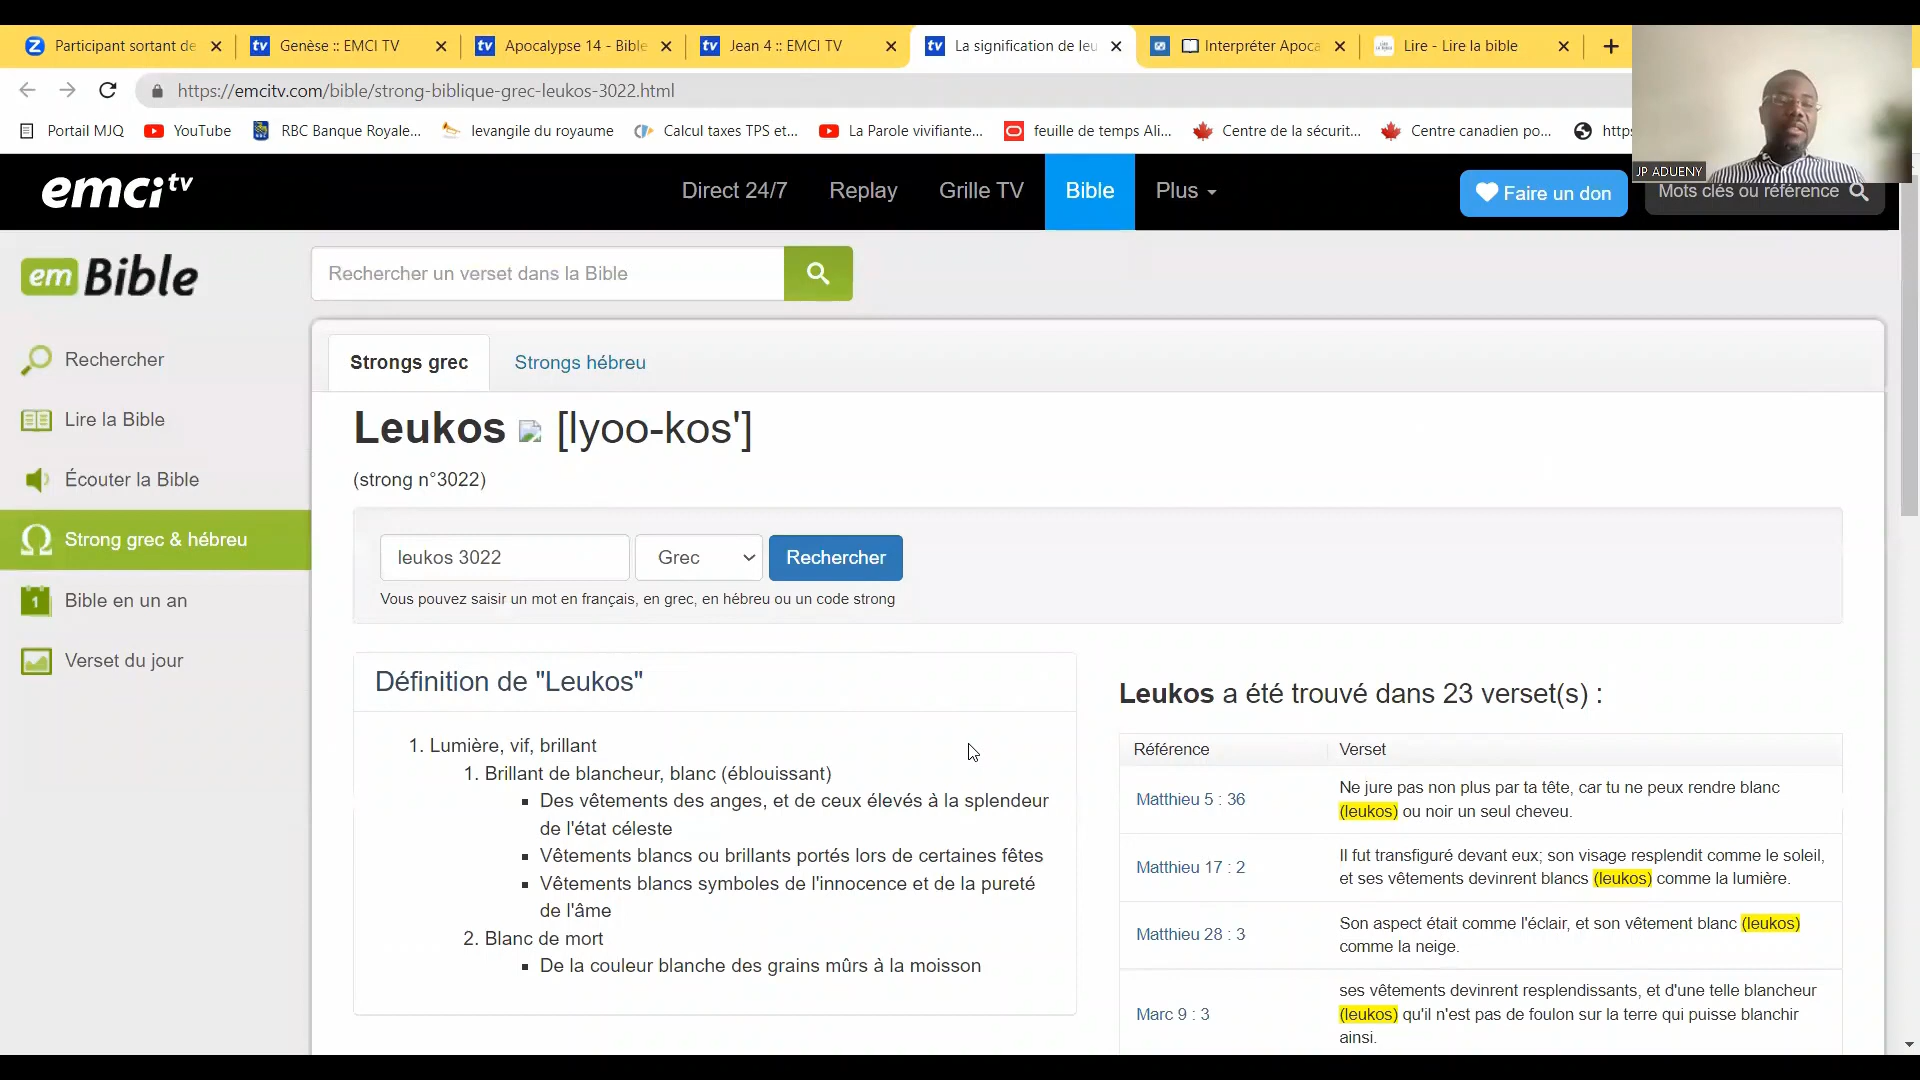 Participant sortant de
Genèse :: EMCI TV
Apocalypse 14 - Bible
Jean 4 :: EMCI TV
La signification de leu
Interpréter Apoca
Lire - Lire la bible
https://emcitv.com/bible/strong-biblique-grec-leukos-3022.html
Portail MJQ
YouTube
RBC Banque Royale...
levangile du royaume
Calcul taxes TPS et...
La Parole vivifiante...
feuille de temps Ali...
Centre de la sécurit...
Centre canadien po...
http
JP ADUENY
emci tv
Direct 24/7
Replay
Grille TV
Bible
Plus
Faire un don
Mots clés ou référence
em Bible
Rechercher un verset dans la Bible
Rechercher
Lire la Bible
Écouter la Bible
Strong grec & hébreu
1
Bible en un an
Verset du jour
Strongs grec
Strongs hébreu
Leukos [lyoo-kos']
(strong n°3022)
leukos 3022
Grec
Rechercher
Vous pouvez saisir un mot en français, en grec, en hébreu ou un code strong
Définition de "Leukos"
1. Lumière, vif, brillant
1. Brillant de blancheur, blanc (éblouissant)
Des vêtements des anges, et de ceux élevés à la splendeur
de l'état céleste
Vêtements blancs ou brillants portés lors de certaines fêtes
Vêtements blancs symboles de l'innocence et de la pureté
de l'âme
2. Blanc de mort
De la couleur blanche des grains mûrs à la moisson
Leukos a été trouvé dans 23 verset(s) :
Référence
Verset
Matthieu 5 : 36
Ne jure pas non plus par ta tête, car tu ne peux rendre blanc
(leukos) ou noir un seul cheveu.
Matthieu 17 : 2
Il fut transfiguré devant eux; son visage resplendit comme le soleil,
et ses vêtements devinrent blancs (leukos) comme la lumière.
Matthieu 28 : 3
Son aspect était comme l'éclair, et son vêtement blanc (leukos)
comme la neige.
Marc 9 : 3
ses vêtements devinrent resplendissants, et d'une telle blancheur
(leukos) qu'il n'est pas de foulon sur la terre qui puisse blanchir
ainsi.